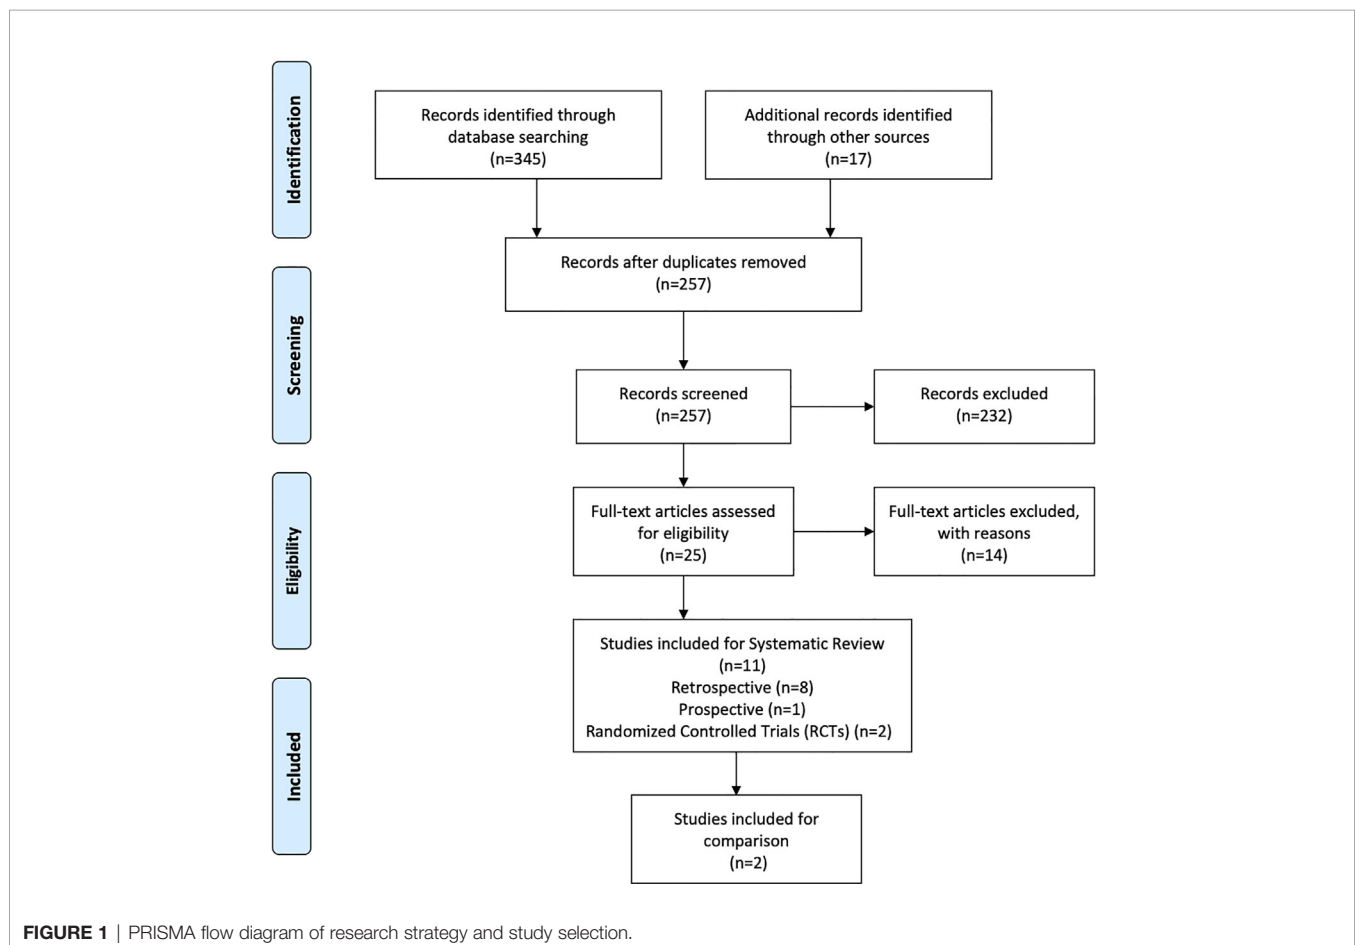 Identification
Records identified through
database searching
(n=345)
Additional records identified
through other sources
(n=17)
Records after duplicates removed
(n=257)
Screening
Records screened
(n=257)
Records excluded
(n=232)
Eligibility
Full-text articles assessed
for eligibility
(n=25)
Full-text articles excluded,
with reasons
(n=14)
Studies included for Systematic Review
(n=11)
Retrospective (n=8)
Prospective (n=1)
Randomized Controlled Trials (RCTs) (n=2)
Included
Studies included for
comparison
(n=2)
FIGURE 1 | PRISMA flow diagram of research strategy and study selection.